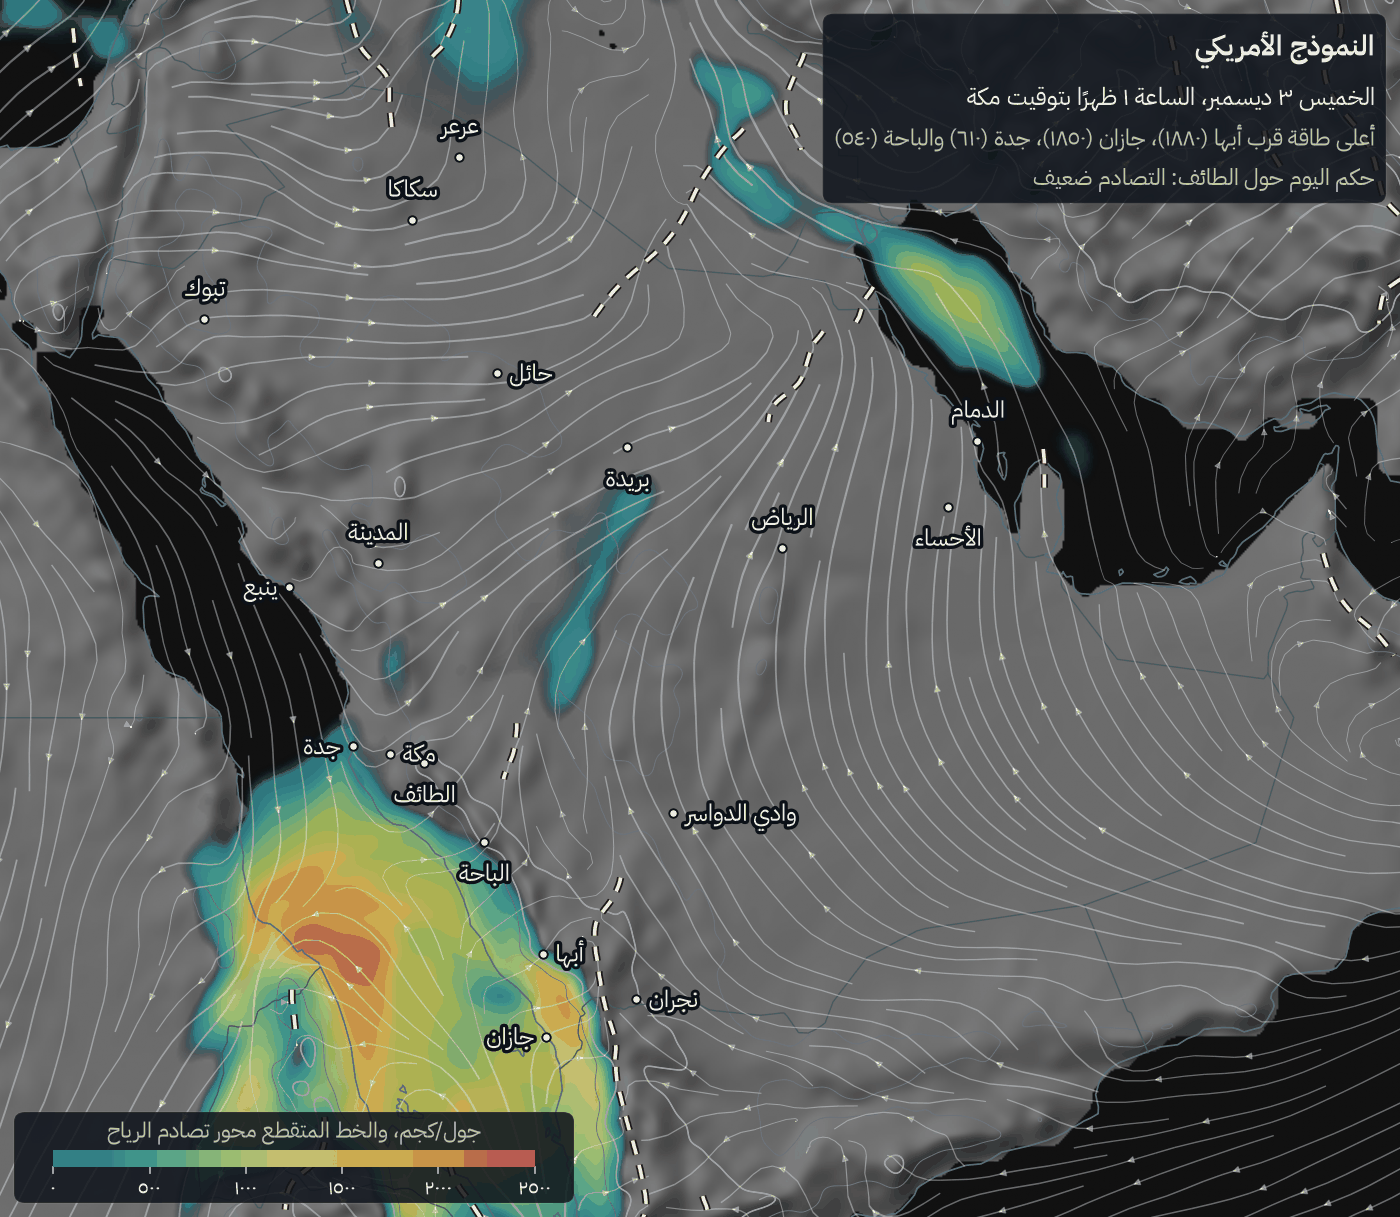 النموذج الأمريكي
الخميس ٣ ديسمبر، الساعة ١ ظهرًا بتوقيت مكة
أعلى طاقة قرب أبها (١٨٨٠)، جازان (١٨٥٠)، جدة (٦١٠) والباحة (٥٤٠)
حكم اليوم حول الطائف: التصادم ضعيف
عرعر
سكاكا
تبوك
حائل
الدمام
بريدة
الرياض
الأحساء
المدينة
ينبع
جدة
مكة
الطائف
وادي الدواسر
الباحة
أبها
نجران
جازان
جول/كجم، والخط المتقطع محور تصادم الرياح
٠ ٥٠٠ ١٠٠٠ ١٥٠٠ ٢٠٠٠ ٢٥٠٠